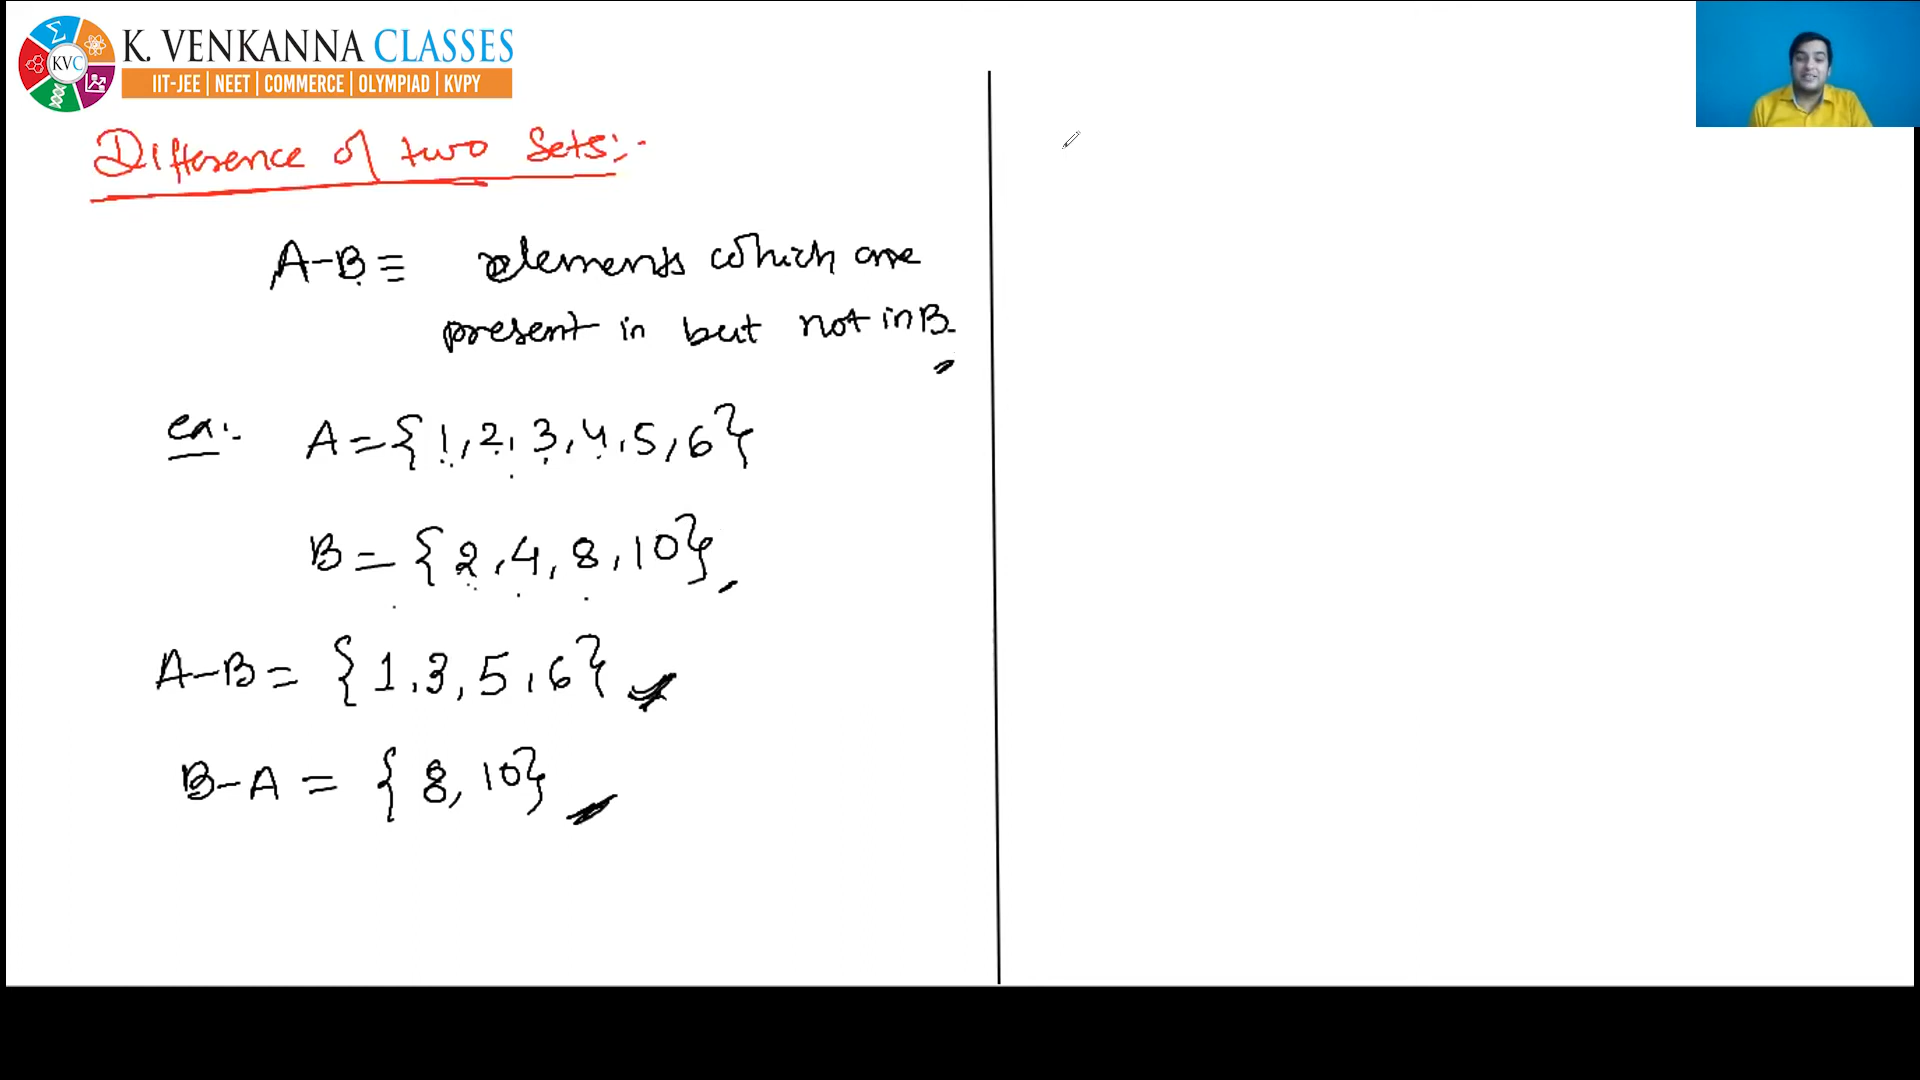 K. VENKANNA CLASSES
KVC
IIT-JEE | NEET | COMMERCE | OLYMPIAD | KVPY
Difference of two Sets:-
A-B≡ elements which are
present in but not in B.
ex:-
A={1,2,3,4,5,6}
B={2,4,8,10}
A-B={1,3,5,6}
B-A={8,10}